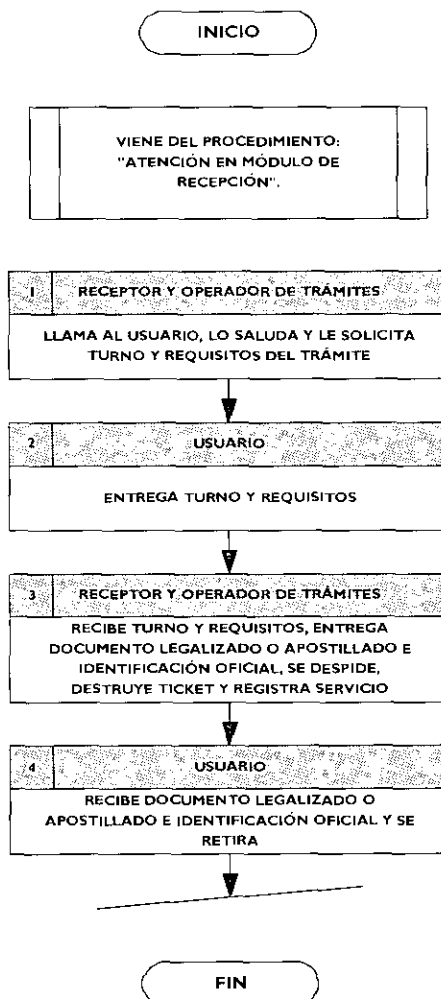 INICIO
VIENE DEL PROCEDIMIENTO:
"ATENCIÓN EN MÓDULO DE
RECEPCIÓN".
1 RECEPTOR Y OPERADOR DE TRÁMITES
LLAMA AL USUARIO, LO SALUDA Y LE SOLICITA
TURNO Y REQUISITOS DEL TRÁMITE
2 USUARIO
ENTREGA TURNO Y REQUISITOS
3 RECEPTOR Y OPERADOR DE TRÁMITES
RECIBE TURNO Y REQUISITOS, ENTREGA
DOCUMENTO LEGALIZADO O APOSTILLADO E
IDENTIFICACIÓN OFICIAL, SE DESPIDE,
DESTRUYE TICKET Y REGISTRA SERVICIO
4 USUARIO
RECIBE DOCUMENTO LEGALIZADO O
APOSTILLADO E IDENTIFICACIÓN OFICIAL Y SE
RETIRA
FIN